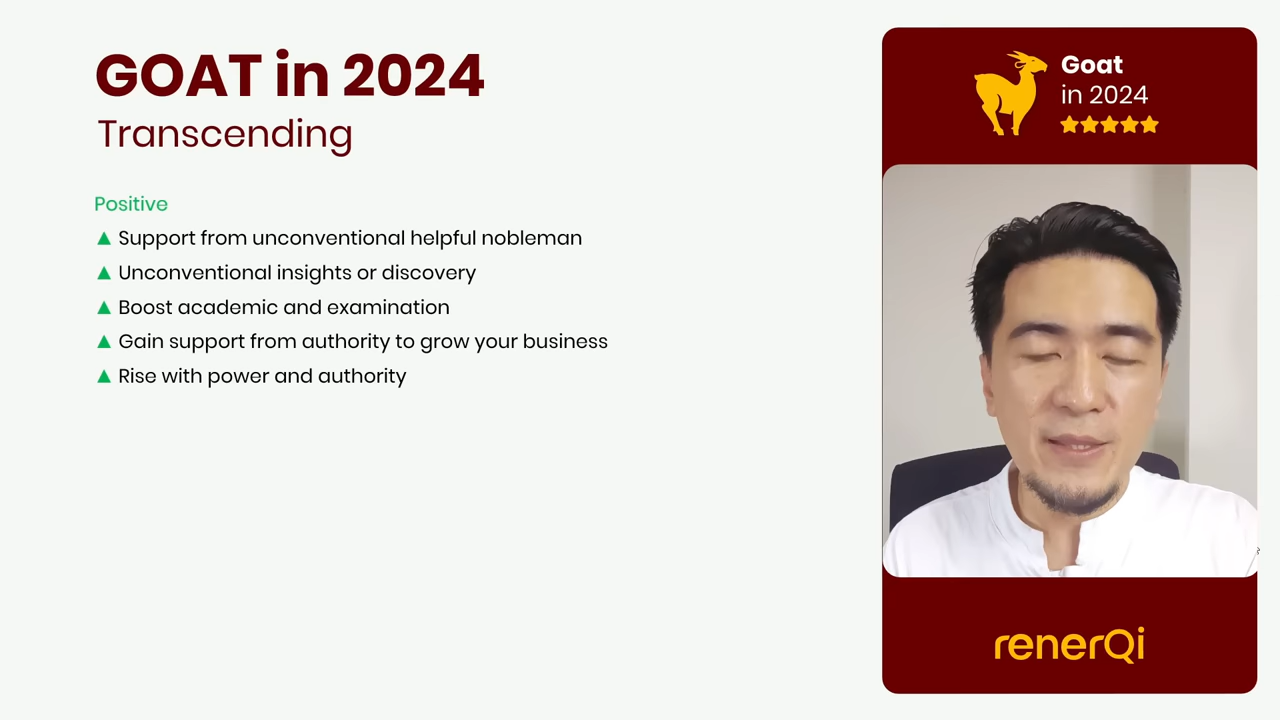 GOAT in 2024
Transcending
Positive
Support from unconventional helpful nobleman
Unconventional insights or discovery
Boost academic and examination
Gain support from authority to grow your business
Rise with power and authority
Goat
in 2024
renerQi